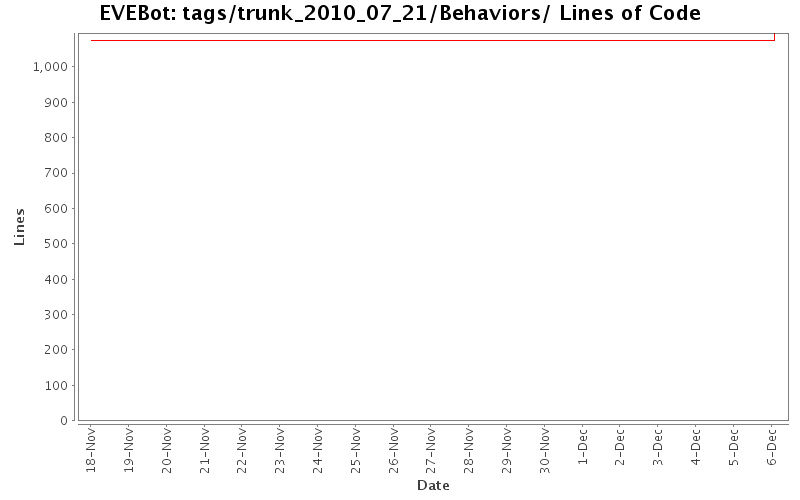 EVEBot: tags/trunk_2010_07_21/Behaviors/ Lines of Code
1,000
900
800
700
600
500
400
300
200
100
0
Lines
18-Nov
19-Nov
20-Nov
21-Nov
22-Nov
23-Nov
24-Nov
25-Nov
26-Nov
27-Nov
28-Nov
29-Nov
30-Nov
1-Dec
2-Dec
3-Dec
4-Dec
5-Dec
6-Dec
Date